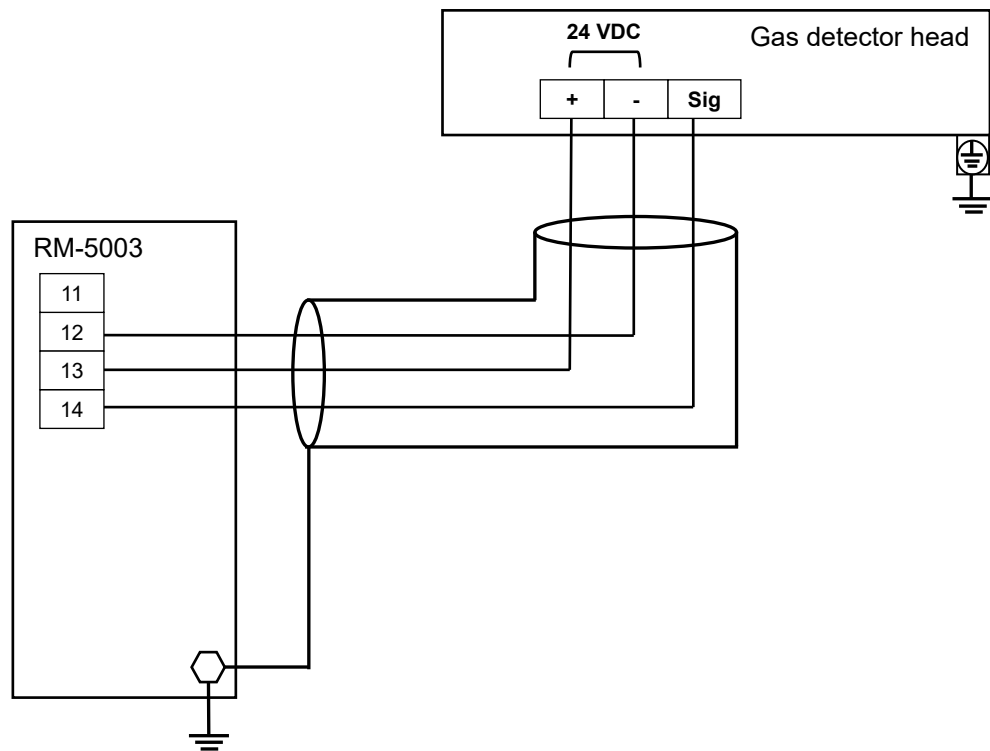 24 VDC
Gas detector head
+ - Sig
RM-5003
11
12
13
14